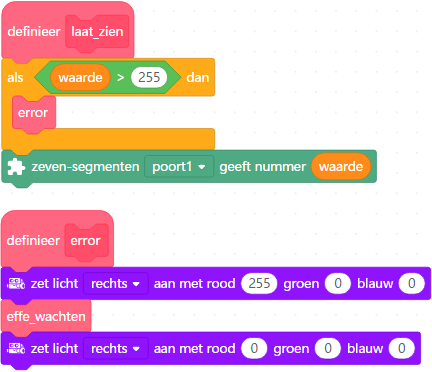 definieer laat_zien
als waarde > 255 dan
error
zeven-segmenten poort1 geeft nummer waarde
definieer error
zet licht rechts aan met rood 255 groen 0 blauw 0
effe_wachten
zet licht rechts aan met rood 0 groen 0 blauw 0